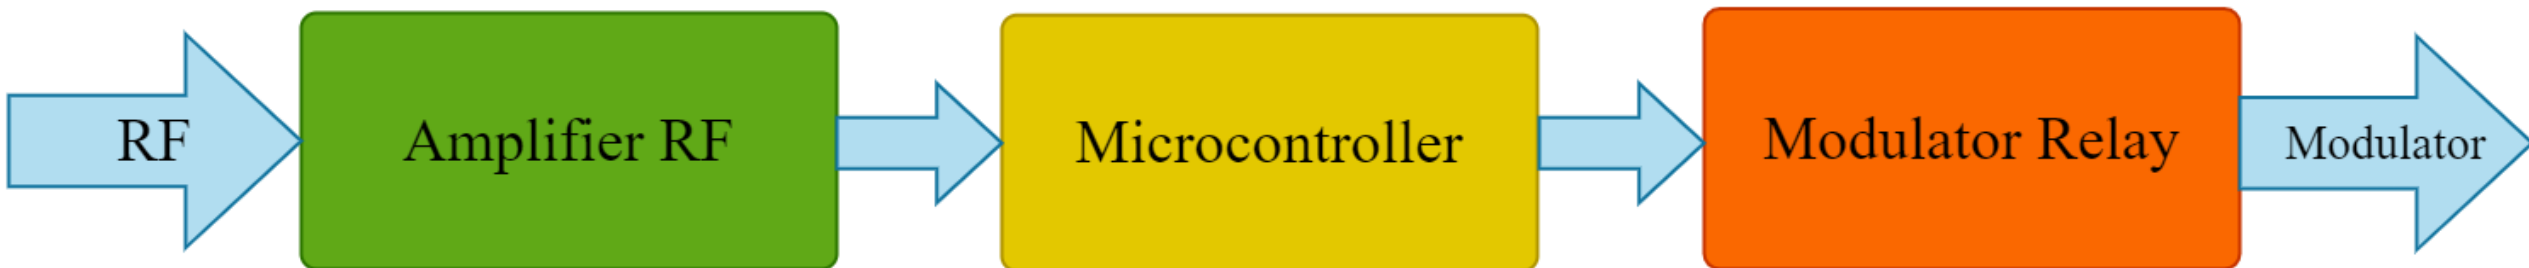 RF
Amplifier RF
Microcontroller
Modulator Relay
Modulator